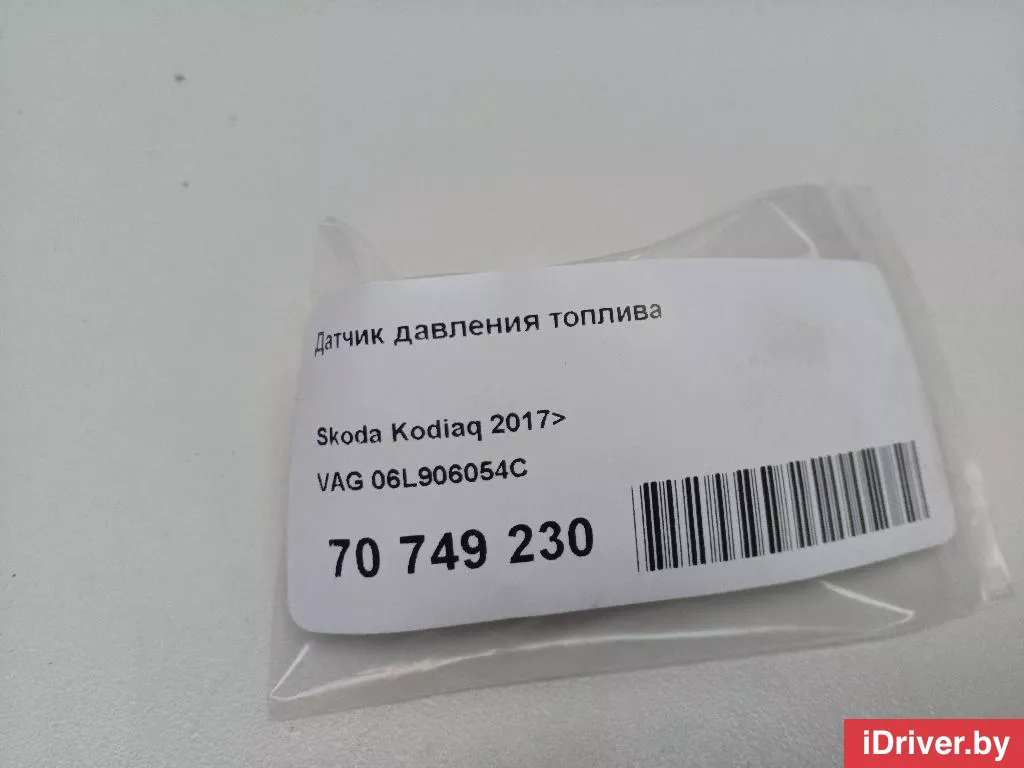 Датчик давления топлива
Skoda Kodiaq 2017>
VAG 06L906054C
70 749 230
iDriver.by